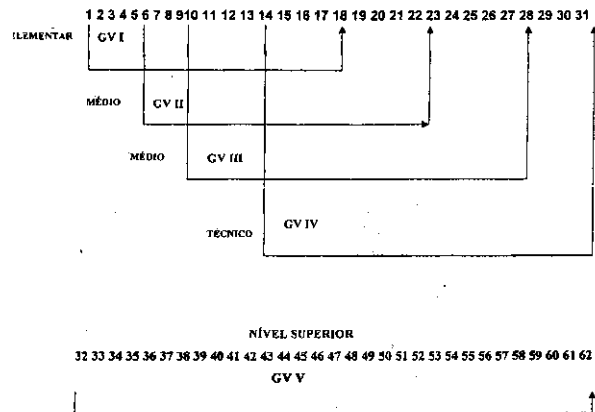 1 2 3 4 5 6 7 8 9 10 11 12 13 14 15 16 17 18 19 20 21 22 23 24 25 26 27 28 29 30 31
ELEMENTAR GV I
MÉDIO GV II
MÉDIO GV III
TÉCNICO GV IV
NÍVEL SUPERIOR
32 33 34 35 36 37 38 39 40 41 42 43 44 45 46 47 48 49 50 51 52 53 54 55 56 57 58 59 60 61 62
GV V